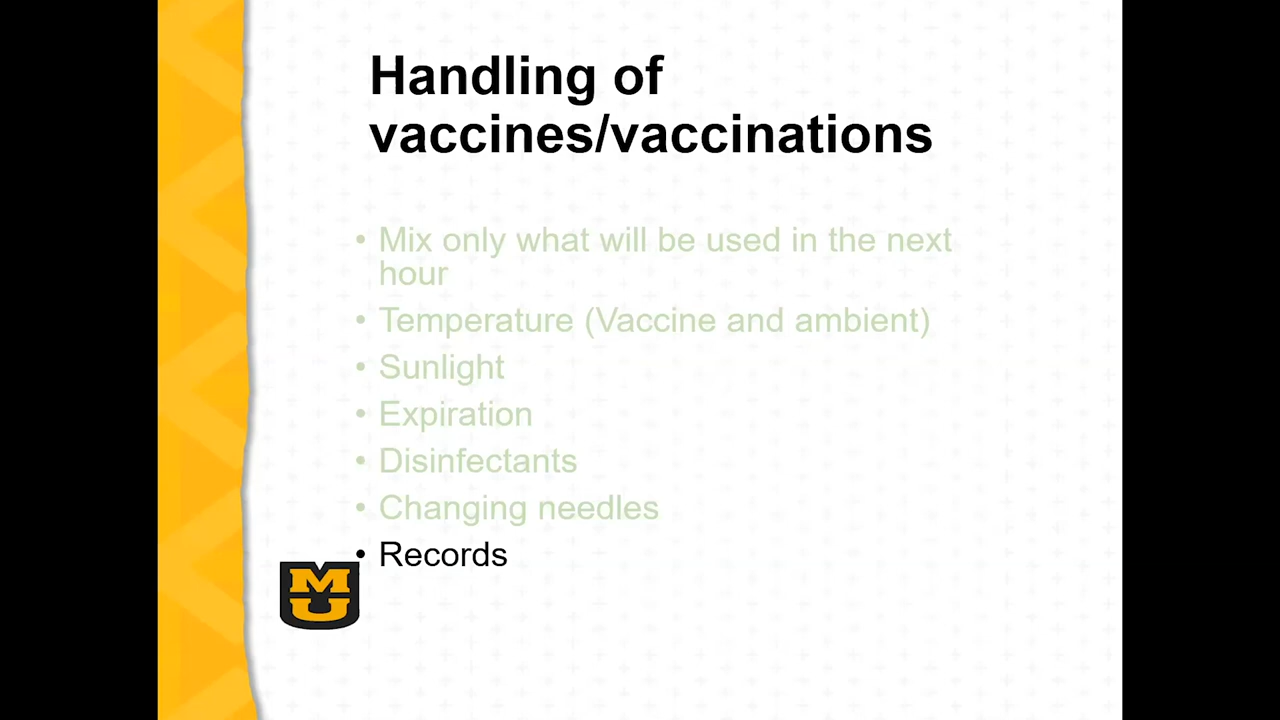 Handling of
vaccines/vaccinations
• Mix only what will be used in the next
hour
• Temperature (Vaccine and ambient)
• Sunlight
• Expiration
• Disinfectants
• Changing needles
• Records
MU